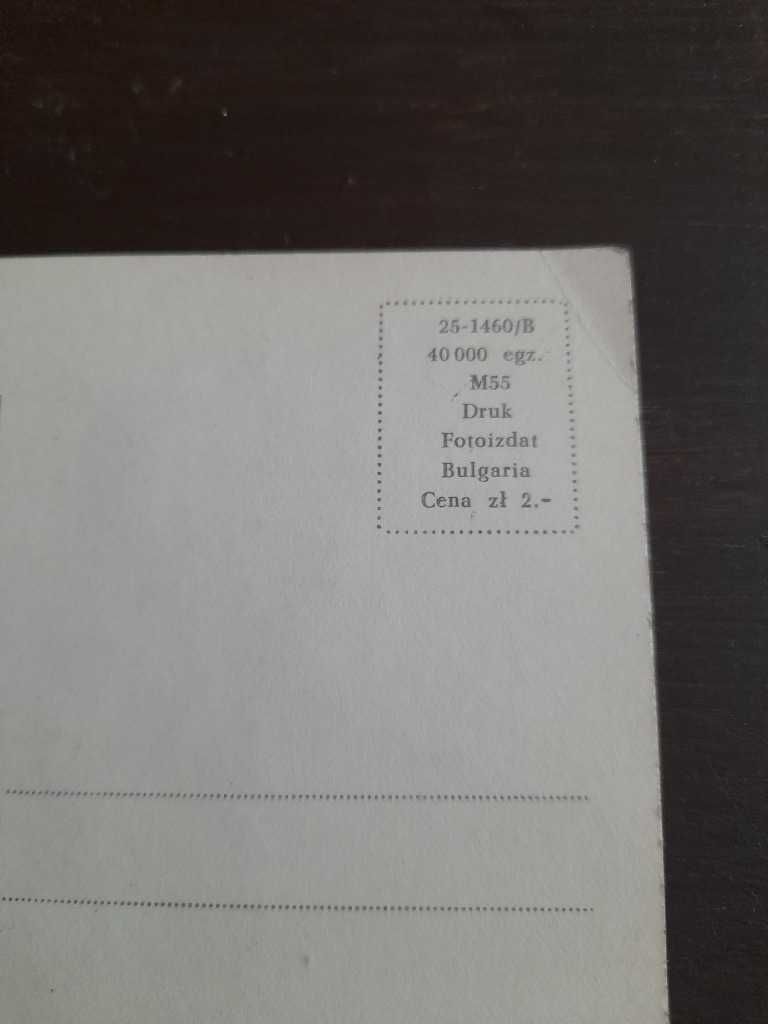 25-1460/B
40 000 egz.
M55
Druk
Fotoizdat
Bulgaria
Cena zł 2.-